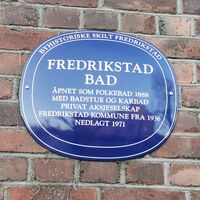 BYHISTORISKE SKILT FREDRIKSTAD
FREDRIKSTAD
BAD
ÅPNET SOM FOLKEBAD 1888
MED BADSTUE OG KARBAD
PRIVAT AKSJESELSKAP
FREDRIKSTAD KOMMUNE FRA 1936
NEDLAGT 1971